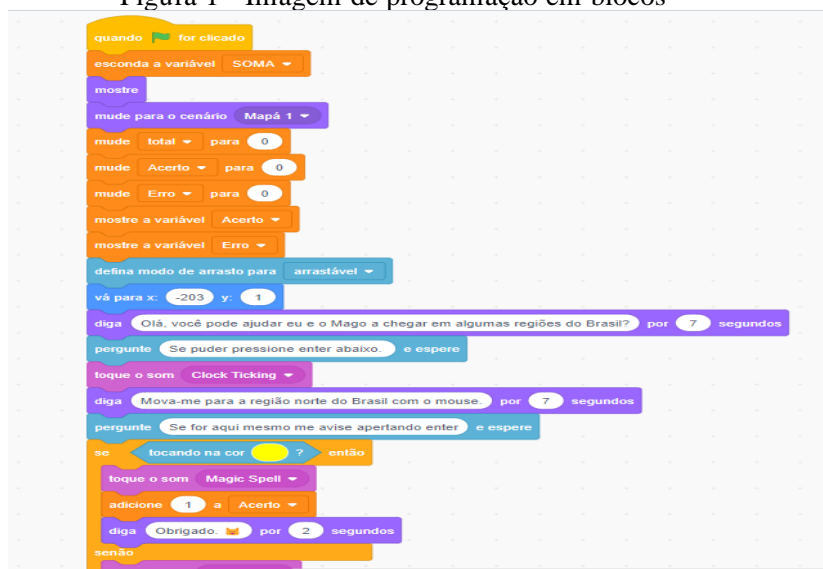 Figura 1 - Imagem de programação em blocos
quando for clicado
esconda a variável SOMA
mostre
mude para o cenário Mapá 1
mude total para 0
mude Acerto para 0
mude Erro para 0
mostre a variável Acerto
mostre a variável Erro
defina modo de arrasto para arrastável
vá para x: -203 y: 1
diga Olá, você pode ajudar eu e o Mago a chegar em algumas regiões do Brasil? por 7 segundos
pergunte Se puder pressione enter abaixo. e espere
toque o som Clock Ticking
diga Mova-me para a região norte do Brasil com o mouse. por 7 segundos
pergunte Se for aqui mesmo me avise apertando enter e espere
se tocando na cor ? então
toque o som Magic Spell
adicione 1 a Acerto
diga Obrigado. por 2 segundos
senão